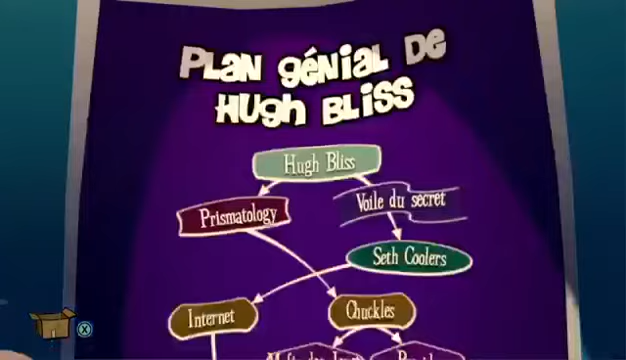 PLAN GÉNIAL DE
HUGH BLISS
Hugh Bliss
Prismatology
Voile du secret
Seth Coolers
Internet
Chuckles